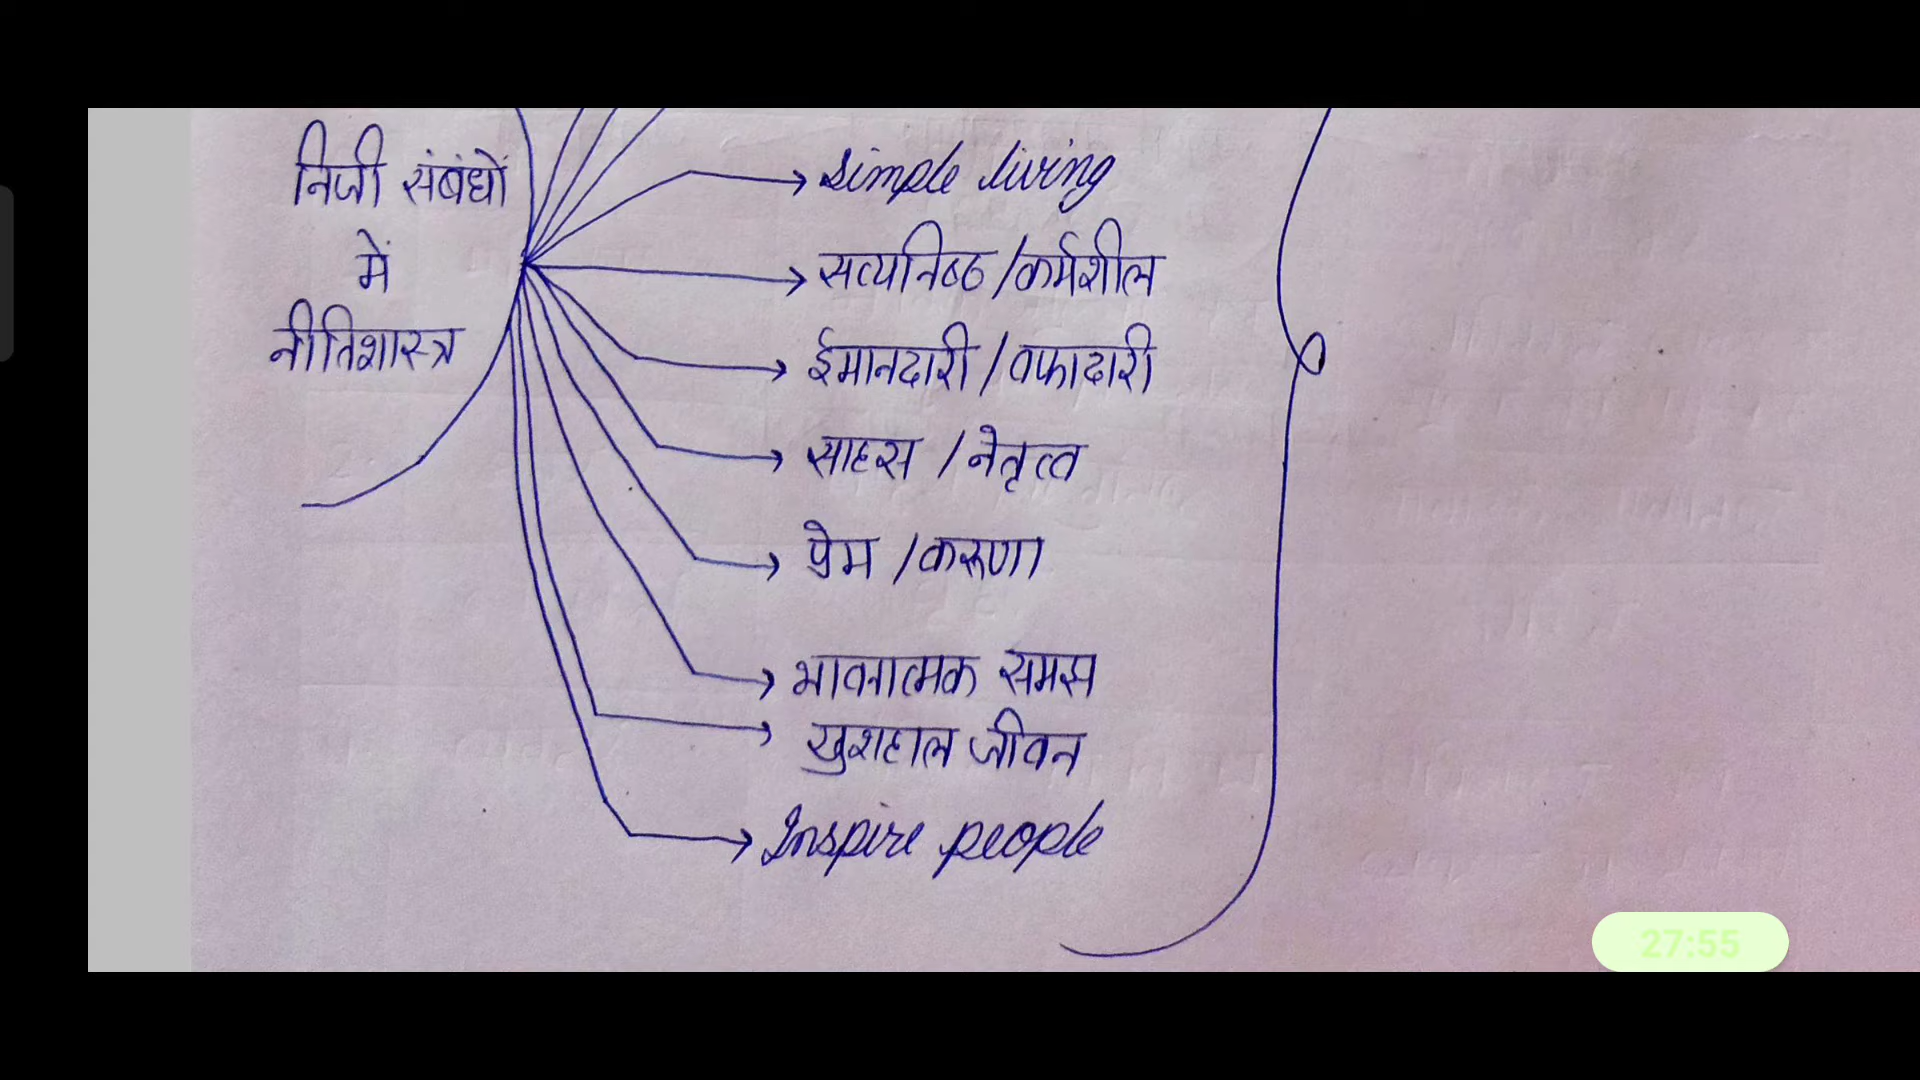 निजी संबंधों
में
नीतिशास्त्र
simple living
सत्यनिष्ठ / कर्मशील
ईमानदारी / वफादारी
साहस / नेतृत्व
प्रेम / करूणा
भावनात्मक समझ
खुशहाल जीवन
Inspire people
27:55